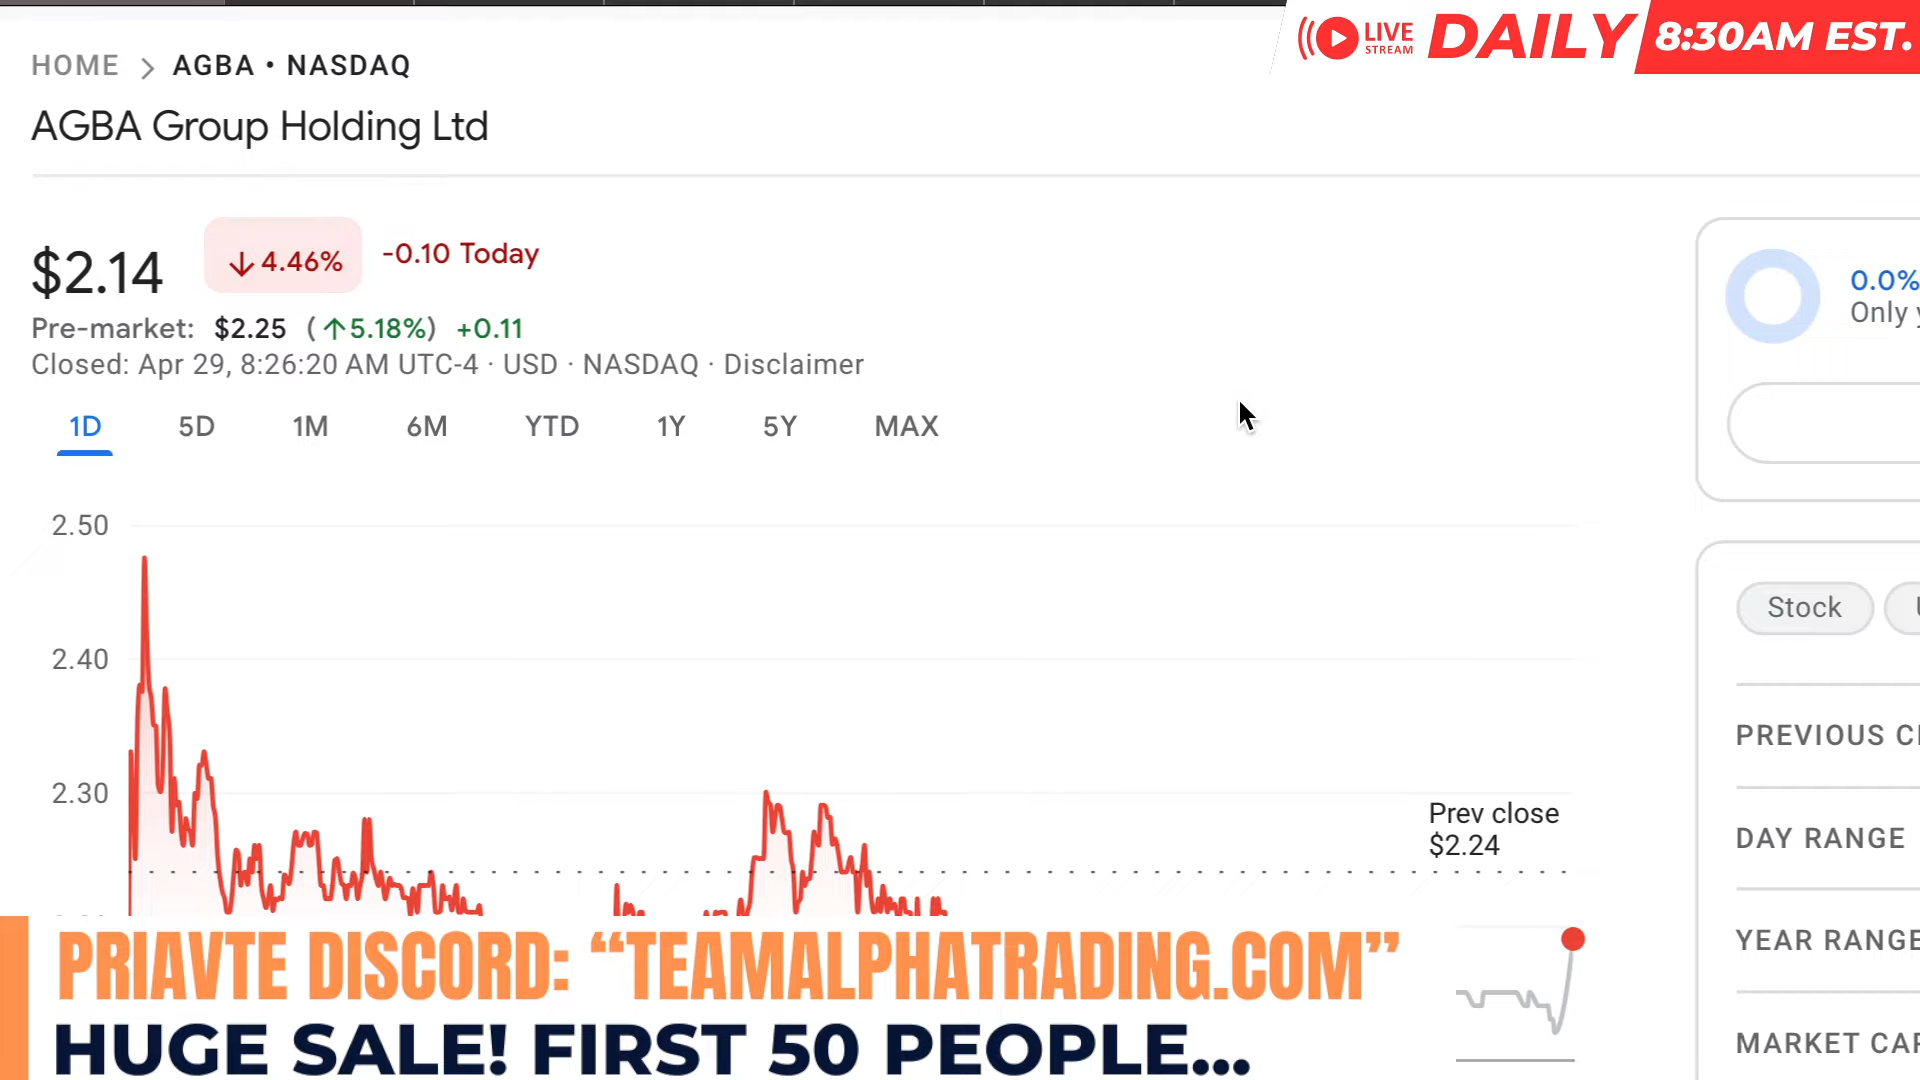 LIVE STREAM DAILY 8:30AM EST.
HOME > AGBA • NASDAQ
AGBA Group Holding Ltd
$2.14 ↓4.46% -0.10 Today
Pre-market: $2.25 (↑5.18%) +0.11
Closed: Apr 29, 8:26:20 AM UTC-4 · USD · NASDAQ · Disclaimer
1D 5D 1M 6M YTD 1Y 5Y MAX
0.0%
Only
2.50
2.40
2.30
Prev close
$2.24
Stock
PREVIOUS
DAY RANGE
YEAR RANGE
MARKET
PRIAVTE DISCORD: “TEAMALPHATRADING.COM”
HUGE SALE! FIRST 50 PEOPLE...